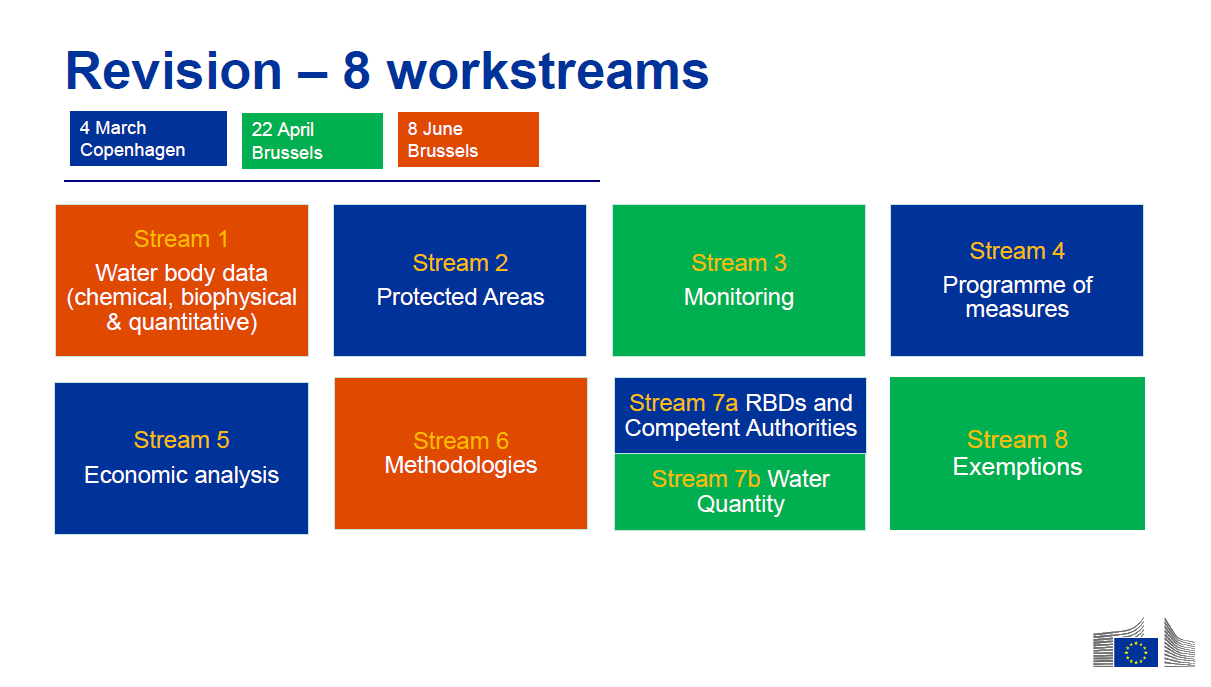 Revision – 8 workstreams
4 March
Copenhagen
22 April
Brussels
8 June
Brussels
Stream 1
Water body data
(chemical, biophysical
& quantitative)
Stream 2
Protected Areas
Stream 3
Monitoring
Stream 4
Programme of
measures
Stream 5
Economic analysis
Stream 6
Methodologies
Stream 7a RBDs and
Competent Authorities
Stream 7b Water
Quantity
Stream 8
Exemptions